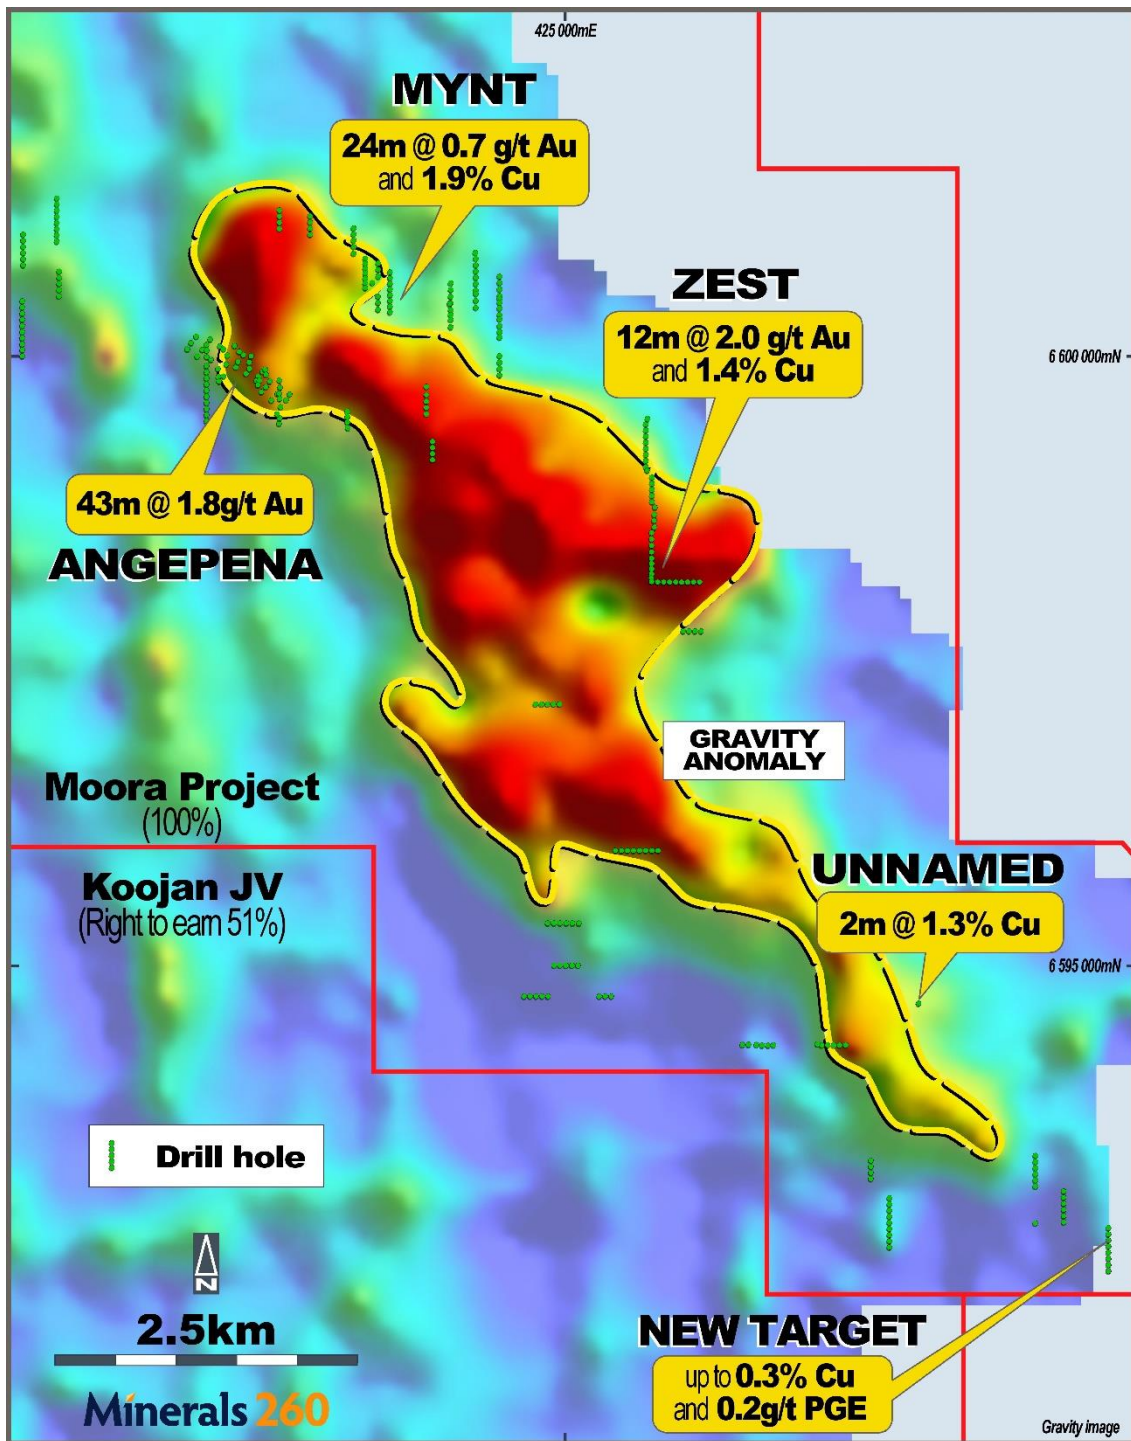 425 000mE
MYNT
24m @ 0.7 g/t Au
and 1.9% Cu
ZEST
12m @ 2.0 g/t Au
and 1.4% Cu
6 600 000mN
43m @ 1.8g/t Au
ANGEPENA
GRAVITY
ANOMALY
Moora Project
(100%)
Koojan JV
(Right to earn 51%)
UNNAMED
2m @ 1.3% Cu
6 595 000mN
Drill hole
N
2.5km
NEW TARGET
up to 0.3% Cu
and 0.2g/t PGE
Minerals 260
Gravity image